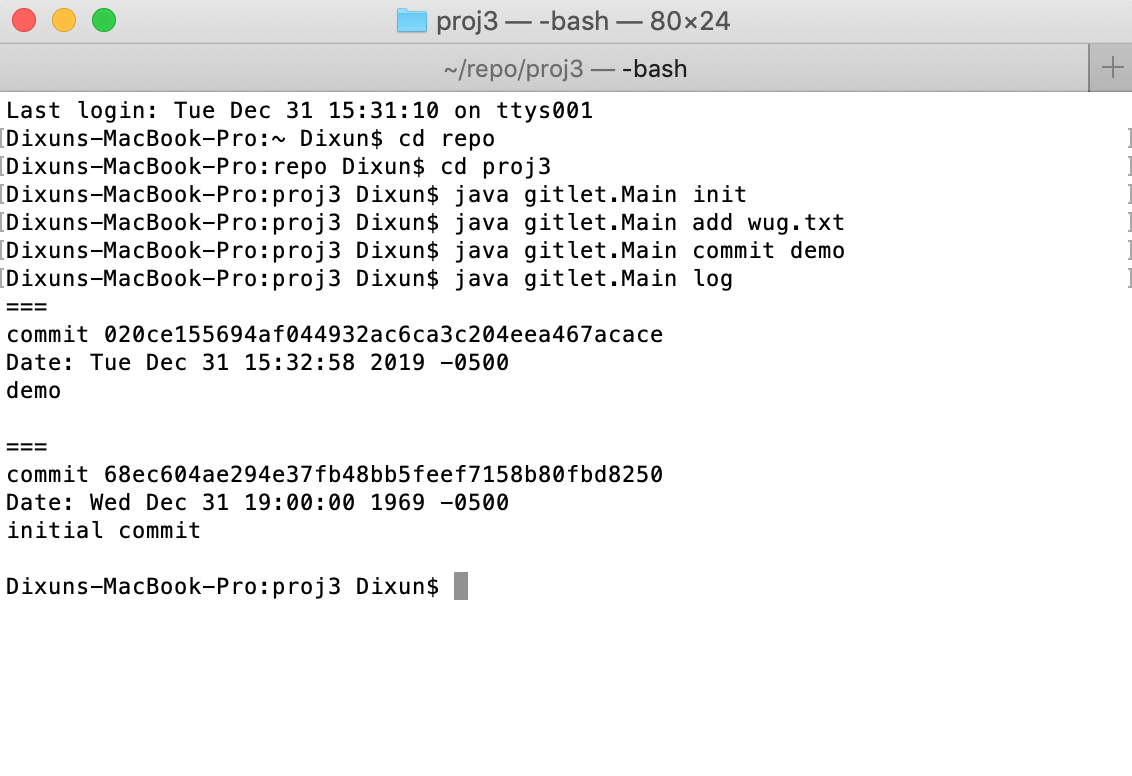 proj3 — -bash — 80×24
~/repo/proj3 — -bash
Last login: Tue Dec 31 15:31:10 on ttys001
[Dixuns-MacBook-Pro:~ Dixun$ cd repo ]
[Dixuns-MacBook-Pro:repo Dixun$ cd proj3 ]
[Dixuns-MacBook-Pro:proj3 Dixun$ java gitlet.Main init ]
[Dixuns-MacBook-Pro:proj3 Dixun$ java gitlet.Main add wug.txt ]
[Dixuns-MacBook-Pro:proj3 Dixun$ java gitlet.Main commit demo ]
[Dixuns-MacBook-Pro:proj3 Dixun$ java gitlet.Main log ]
===
commit 020ce155694af044932ac6ca3c204eea467acace
Date: Tue Dec 31 15:32:58 2019 -0500
demo
===
commit 68ec604ae294e37fb48bb5feef7158b80fbd8250
Date: Wed Dec 31 19:00:00 1969 -0500
initial commit
Dixuns-MacBook-Pro:proj3 Dixun$